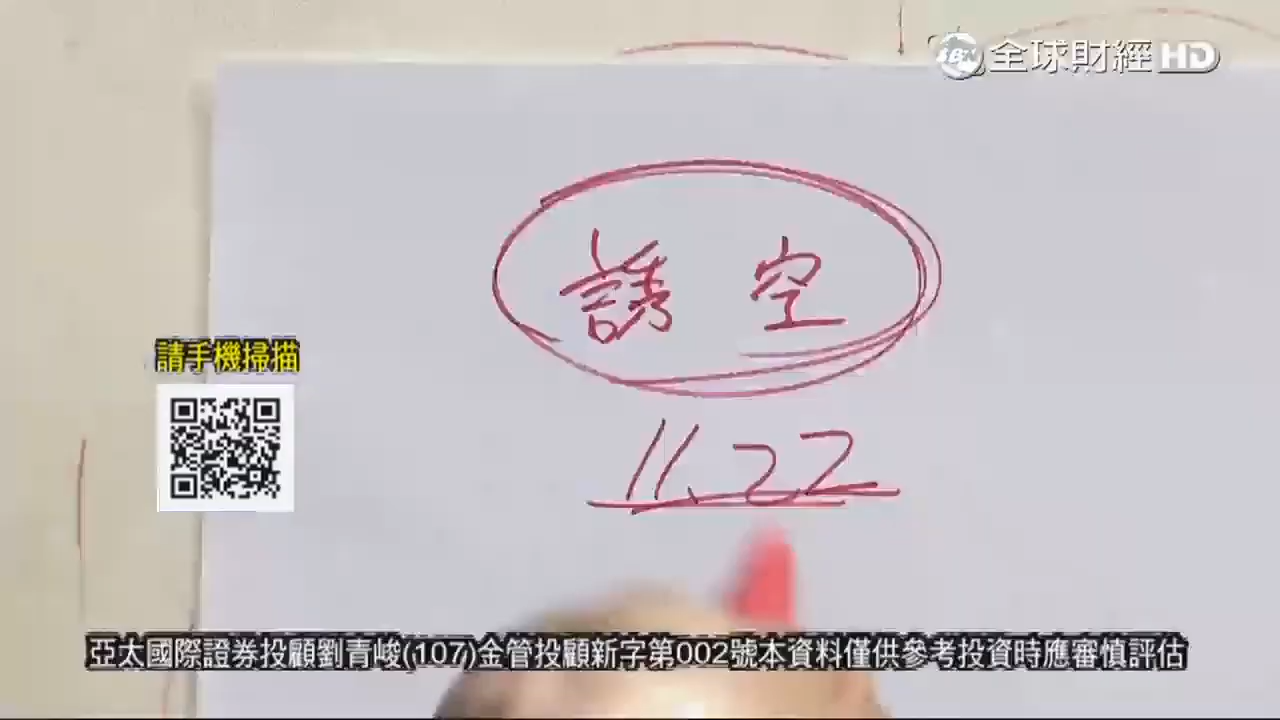 SBN 全球財經 HD
誘空
11.22
請手機掃描
亞太國際證券投顧劉青峻(107)金管投顧新字第002號本資料僅供參考投資時應審慎評估